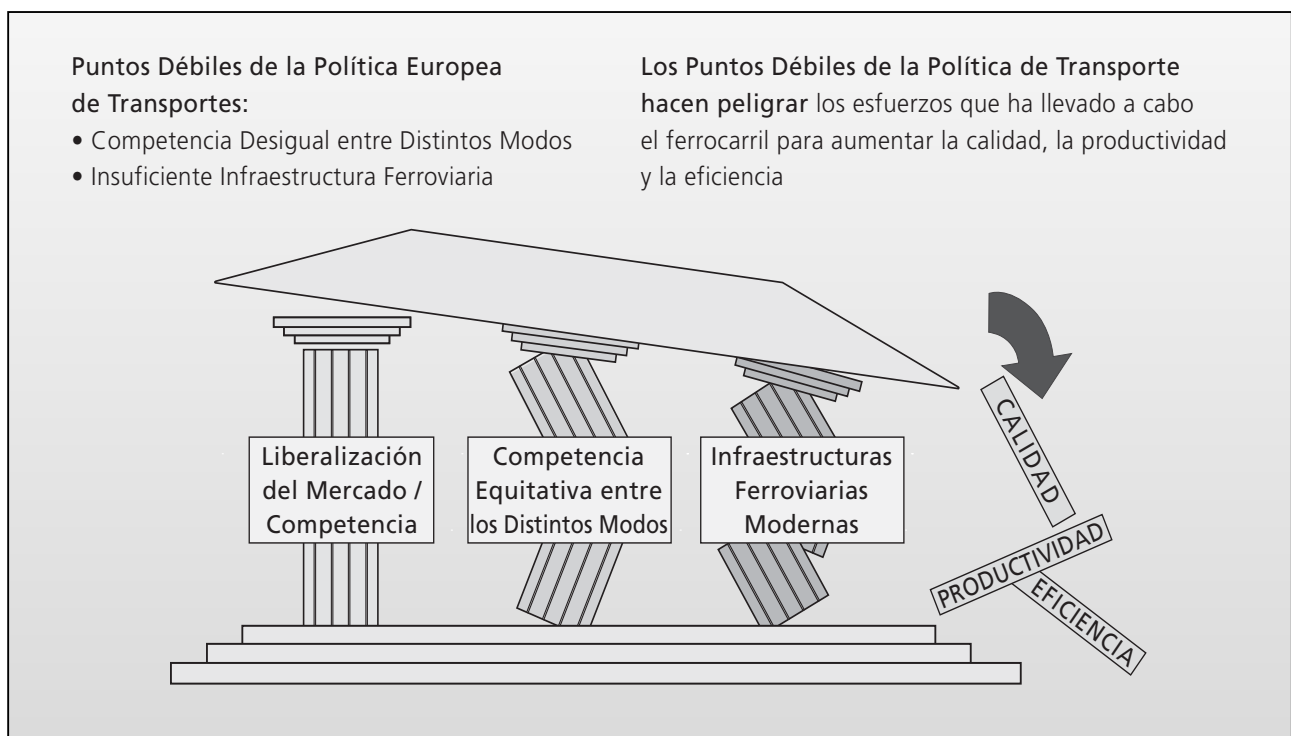 Puntos Débiles de la Política Europea
de Transportes:
• Competencia Desigual entre Distintos Modos
• Insuficiente Infraestructura Ferroviaria
Los Puntos Débiles de la Política de Transporte
hacen peligrar los esfuerzos que ha llevado a cabo
el ferrocarril para aumentar la calidad, la productividad
y la eficiencia
Liberalización
del Mercado /
Competencia
Competencia
Equitativa entre
los Distintos Modos
Infraestructuras
Ferroviarias
Modernas
CALIDAD
PRODUCTIVIDAD
EFICIENCIA